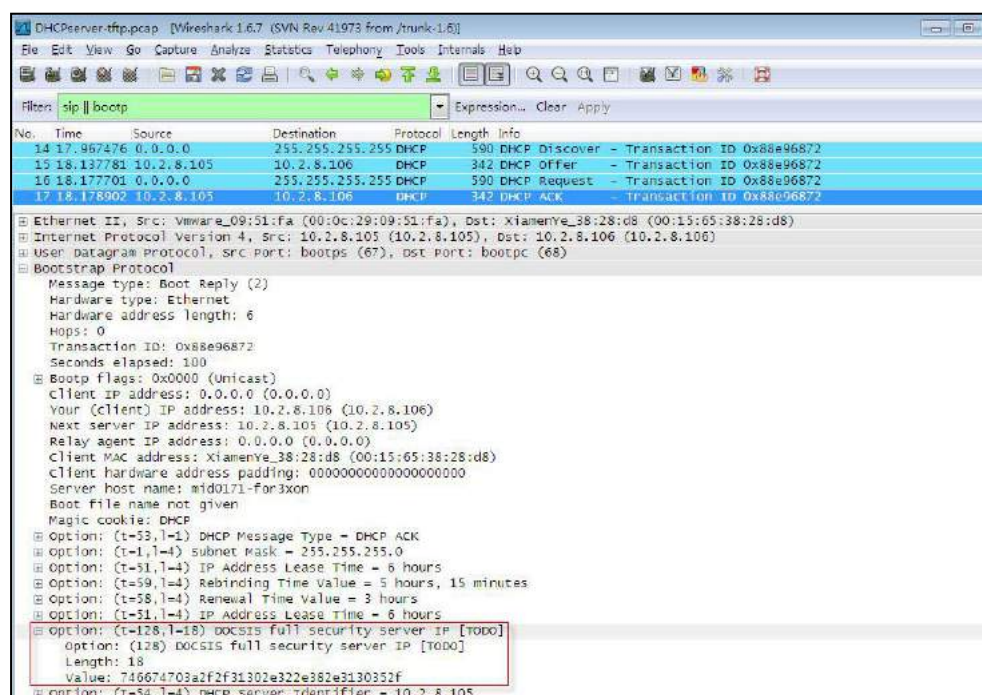 DHCPserver-tftp.pcap [Wireshark 1.6.7 (SVN Rev 41973 from /trunk-1.6)]
File Edit View Go Capture Analyze Statistics Telephony Tools Internals Help
Filter: sip || bootp Expression... Clear Apply
No. Time Source Destination Protocol Length Info
14 17.967476 0.0.0.0 255.255.255.255 DHCP 590 DHCP Discover - Transaction ID 0x88e96872
15 18.137781 10.2.8.105 10.2.8.106 DHCP 342 DHCP Offer - Transaction ID 0x88e96872
16 18.177701 0.0.0.0 255.255.255.255 DHCP 590 DHCP Request - Transaction ID 0x88e96872
17 18.178902 10.2.8.105 10.2.8.106 DHCP 342 DHCP ACK - Transaction ID 0x88e96872
Ethernet II, Src: Vmware_09:51:fa (00:0c:29:09:51:fa), Dst: XiamenYe_38:28:d8 (00:15:65:38:28:d8)
Internet Protocol Version 4, Src: 10.2.8.105 (10.2.8.105), Dst: 10.2.8.106 (10.2.8.106)
User Datagram Protocol, Src Port: bootps (67), Dst Port: bootpc (68)
Bootstrap Protocol
Message type: Boot Reply (2)
Hardware type: Ethernet
Hardware address length: 6
Hops: 0
Transaction ID: 0x88e96872
Seconds elapsed: 100
Bootp flags: 0x0000 (Unicast)
Client IP address: 0.0.0.0 (0.0.0.0)
Your (client) IP address: 10.2.8.106 (10.2.8.106)
Next server IP address: 10.2.8.105 (10.2.8.105)
Relay agent IP address: 0.0.0.0 (0.0.0.0)
Client MAC address: XiamenYe_38:28:d8 (00:15:65:38:28:d8)
Client hardware address padding: 00000000000000000000
Server host name: mid0171-for3xon
Boot file name not given
Magic cookie: DHCP
Option: (t=53,l=1) DHCP Message Type = DHCP ACK
Option: (t=1,l=4) Subnet Mask = 255.255.255.0
Option: (t=51,l=4) IP Address Lease Time = 6 hours
Option: (t=59,l=4) Rebinding Time Value = 5 hours, 15 minutes
Option: (t=58,l=4) Renewal Time Value = 3 hours
Option: (t=51,l=4) IP Address Lease Time = 6 hours
Option: (t=128,l=18) DOCSIS full security server IP [TODO]
Option: (128) DOCSIS full security server IP [TODO]
Length: 18
Value: 746674703a2f2f31302e322e382e3130352f
Option: (t=54,l=4) DHCP Server Identifier = 10.2.8.105